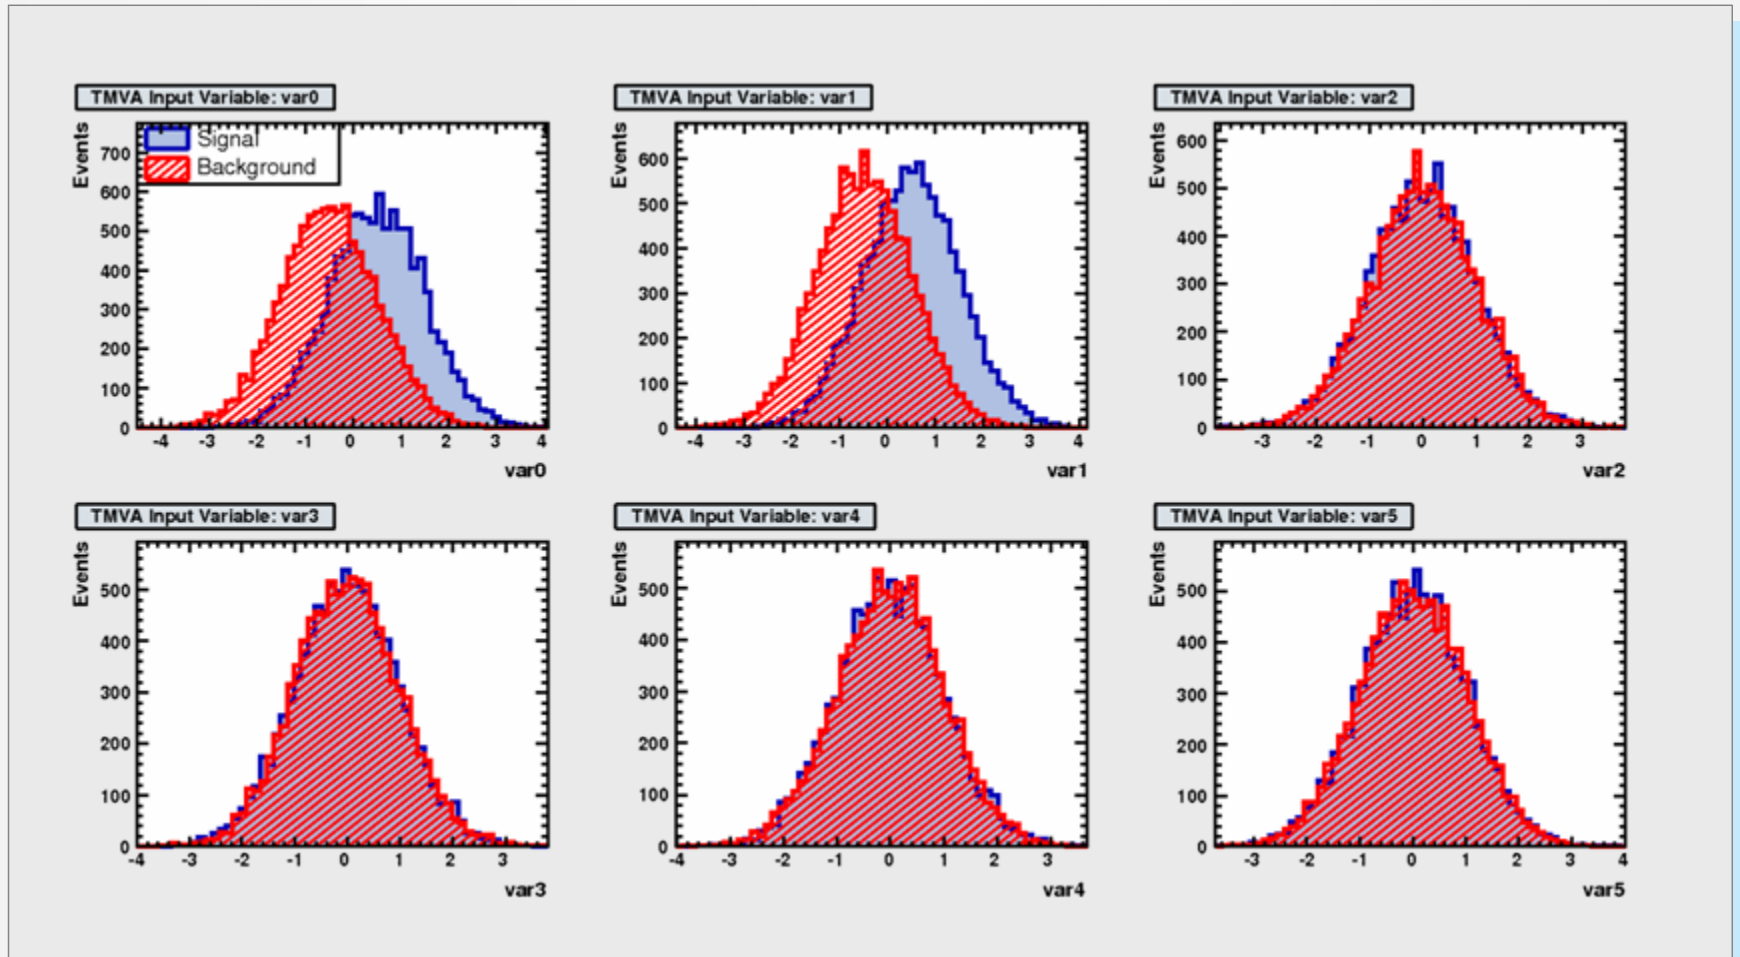 TMVA Input Variable: var0
Events
Signal
Background
700
600
500
400
300
200
100
0
-4 -3 -2 -1 0 1 2 3 4
var0
TMVA Input Variable: var1
Events
600
500
400
300
200
100
0
-4 -3 -2 -1 0 1 2 3 4
var1
TMVA Input Variable: var2
Events
600
500
400
300
200
100
0
-3 -2 -1 0 1 2 3
var2
TMVA Input Variable: var3
Events
500
400
300
200
100
0
-4 -3 -2 -1 0 1 2 3
var3
TMVA Input Variable: var4
Events
500
400
300
200
100
0
-4 -3 -2 -1 0 1 2 3
var4
TMVA Input Variable: var5
Events
500
400
300
200
100
0
-3 -2 -1 0 1 2 3 4
var5